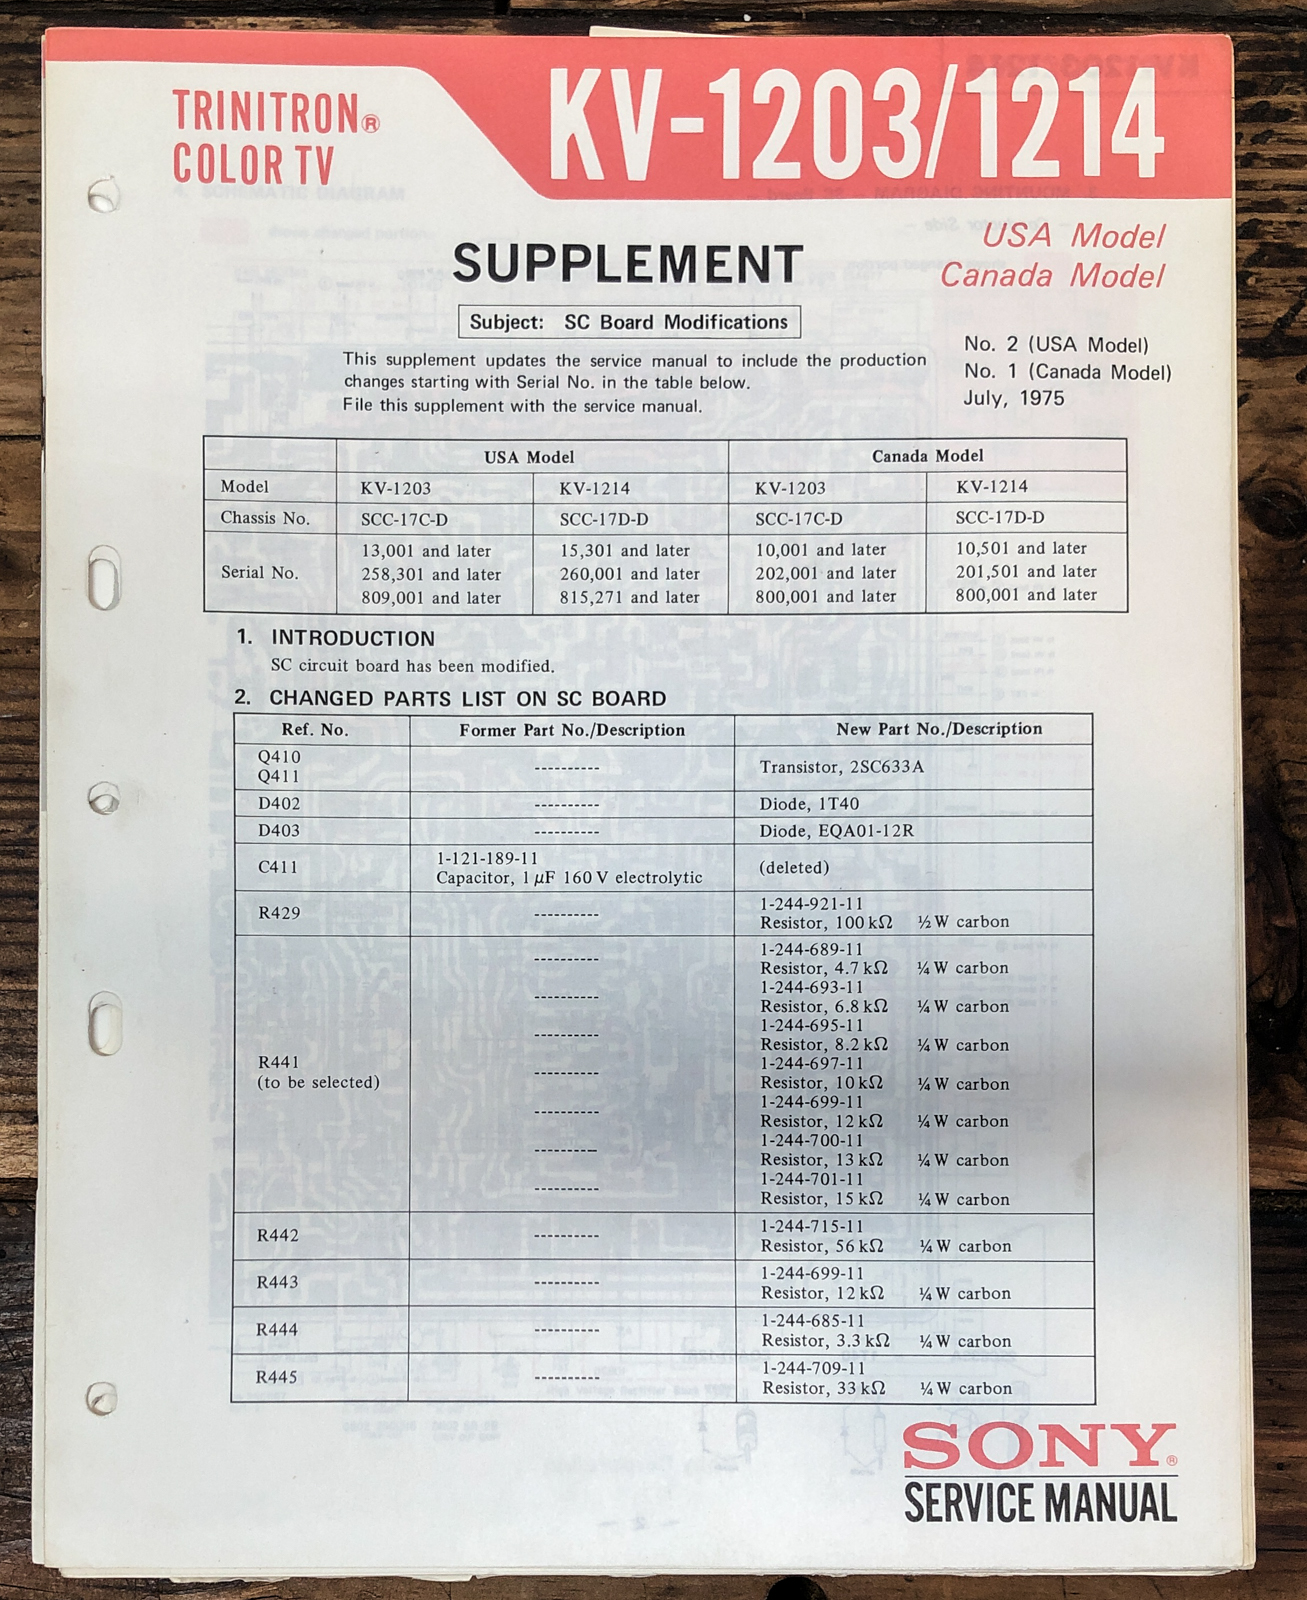 TRINITRON®
COLOR TV
KV-1203/1214
USA Model
Canada Model
SUPPLEMENT
Subject: SC Board Modifications
This supplement updates the service manual to include the production
changes starting with Serial No. in the table below.
File this supplement with the service manual.
No. 2 (USA Model)
No. 1 (Canada Model)
July, 1975
USA Model Canada Model
Model KV-1203 KV-1214 KV-1203 KV-1214
Chassis No. SCC-17C-D SCC-17D-D SCC-17C-D SCC-17D-D
13,001 and later 15,301 and later 10,001 and later 10,501 and later
Serial No. 258,301 and later 260,001 and later 202,001 and later 201,501 and later
809,001 and later 815,271 and later 800,001 and later 800,001 and later
1. INTRODUCTION
SC circuit board has been modified.
2. CHANGED PARTS LIST ON SC BOARD
Ref. No. Former Part No./Description New Part No./Description
Q410
Q411 ---------- Transistor, 2SC633A
D402 ---------- Diode, 1T40
D403 ---------- Diode, EQA01-12R
C411 1-121-189-11
Capacitor, 1 μF 160 V electrolytic (deleted)
R429 ---------- 1-244-921-11
Resistor, 100 kΩ ½ W carbon
R441
(to be selected)
---------- 1-244-689-11
Resistor, 4.7 kΩ ¼ W carbon
---------- 1-244-693-11
Resistor, 6.8 kΩ ¼ W carbon
---------- 1-244-695-11
Resistor, 8.2 kΩ ¼ W carbon
---------- 1-244-697-11
Resistor, 10 kΩ ¼ W carbon
---------- 1-244-699-11
Resistor, 12 kΩ ¼ W carbon
---------- 1-244-700-11
Resistor, 13 kΩ ¼ W carbon
---------- 1-244-701-11
Resistor, 15 kΩ ¼ W carbon
R442 ---------- 1-244-715-11
Resistor, 56 kΩ ¼ W carbon
R443 ---------- 1-244-699-11
Resistor, 12 kΩ ¼ W carbon
R444 ---------- 1-244-685-11
Resistor, 3.3 kΩ ¼ W carbon
R445 ---------- 1-244-709-11
Resistor, 33 kΩ ¼ W carbon
SONY®
SERVICE MANUAL